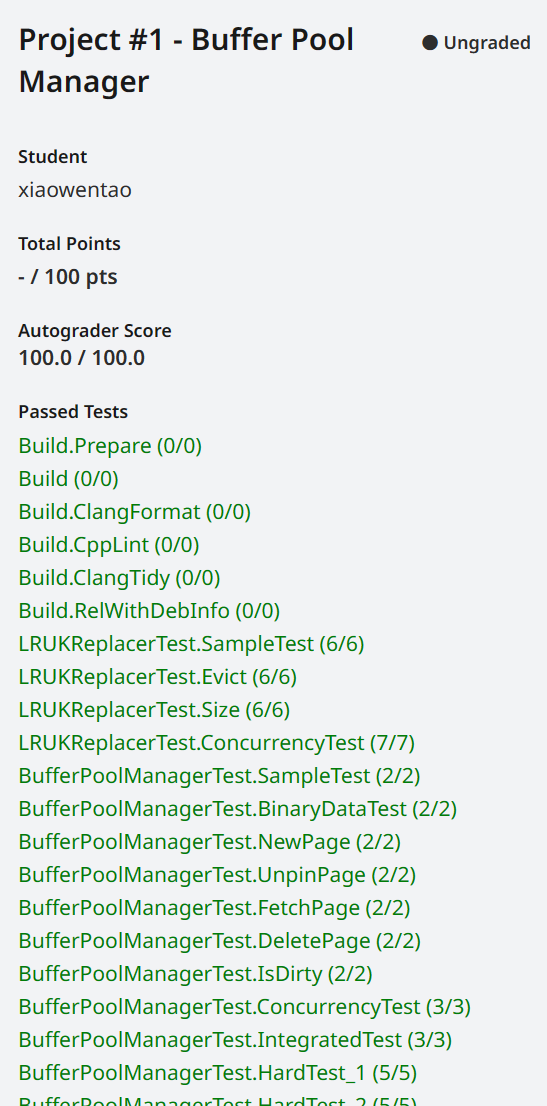 Project #1 - Buffer Pool
Manager
● Ungraded
Student
xiaowentao
Total Points
- / 100 pts
Autograder Score
100.0 / 100.0
Passed Tests
Build.Prepare (0/0)
Build (0/0)
Build.ClangFormat (0/0)
Build.CppLint (0/0)
Build.ClangTidy (0/0)
Build.RelWithDebInfo (0/0)
LRUKReplacerTest.SampleTest (6/6)
LRUKReplacerTest.Evict (6/6)
LRUKReplacerTest.Size (6/6)
LRUKReplacerTest.ConcurrencyTest (7/7)
BufferPoolManagerTest.SampleTest (2/2)
BufferPoolManagerTest.BinaryDataTest (2/2)
BufferPoolManagerTest.NewPage (2/2)
BufferPoolManagerTest.UnpinPage (2/2)
BufferPoolManagerTest.FetchPage (2/2)
BufferPoolManagerTest.DeletePage (2/2)
BufferPoolManagerTest.IsDirty (2/2)
BufferPoolManagerTest.ConcurrencyTest (3/3)
BufferPoolManagerTest.IntegratedTest (3/3)
BufferPoolManagerTest.HardTest_1 (5/5)
BufferPoolManagerTest.HardTest_2 (5/5)